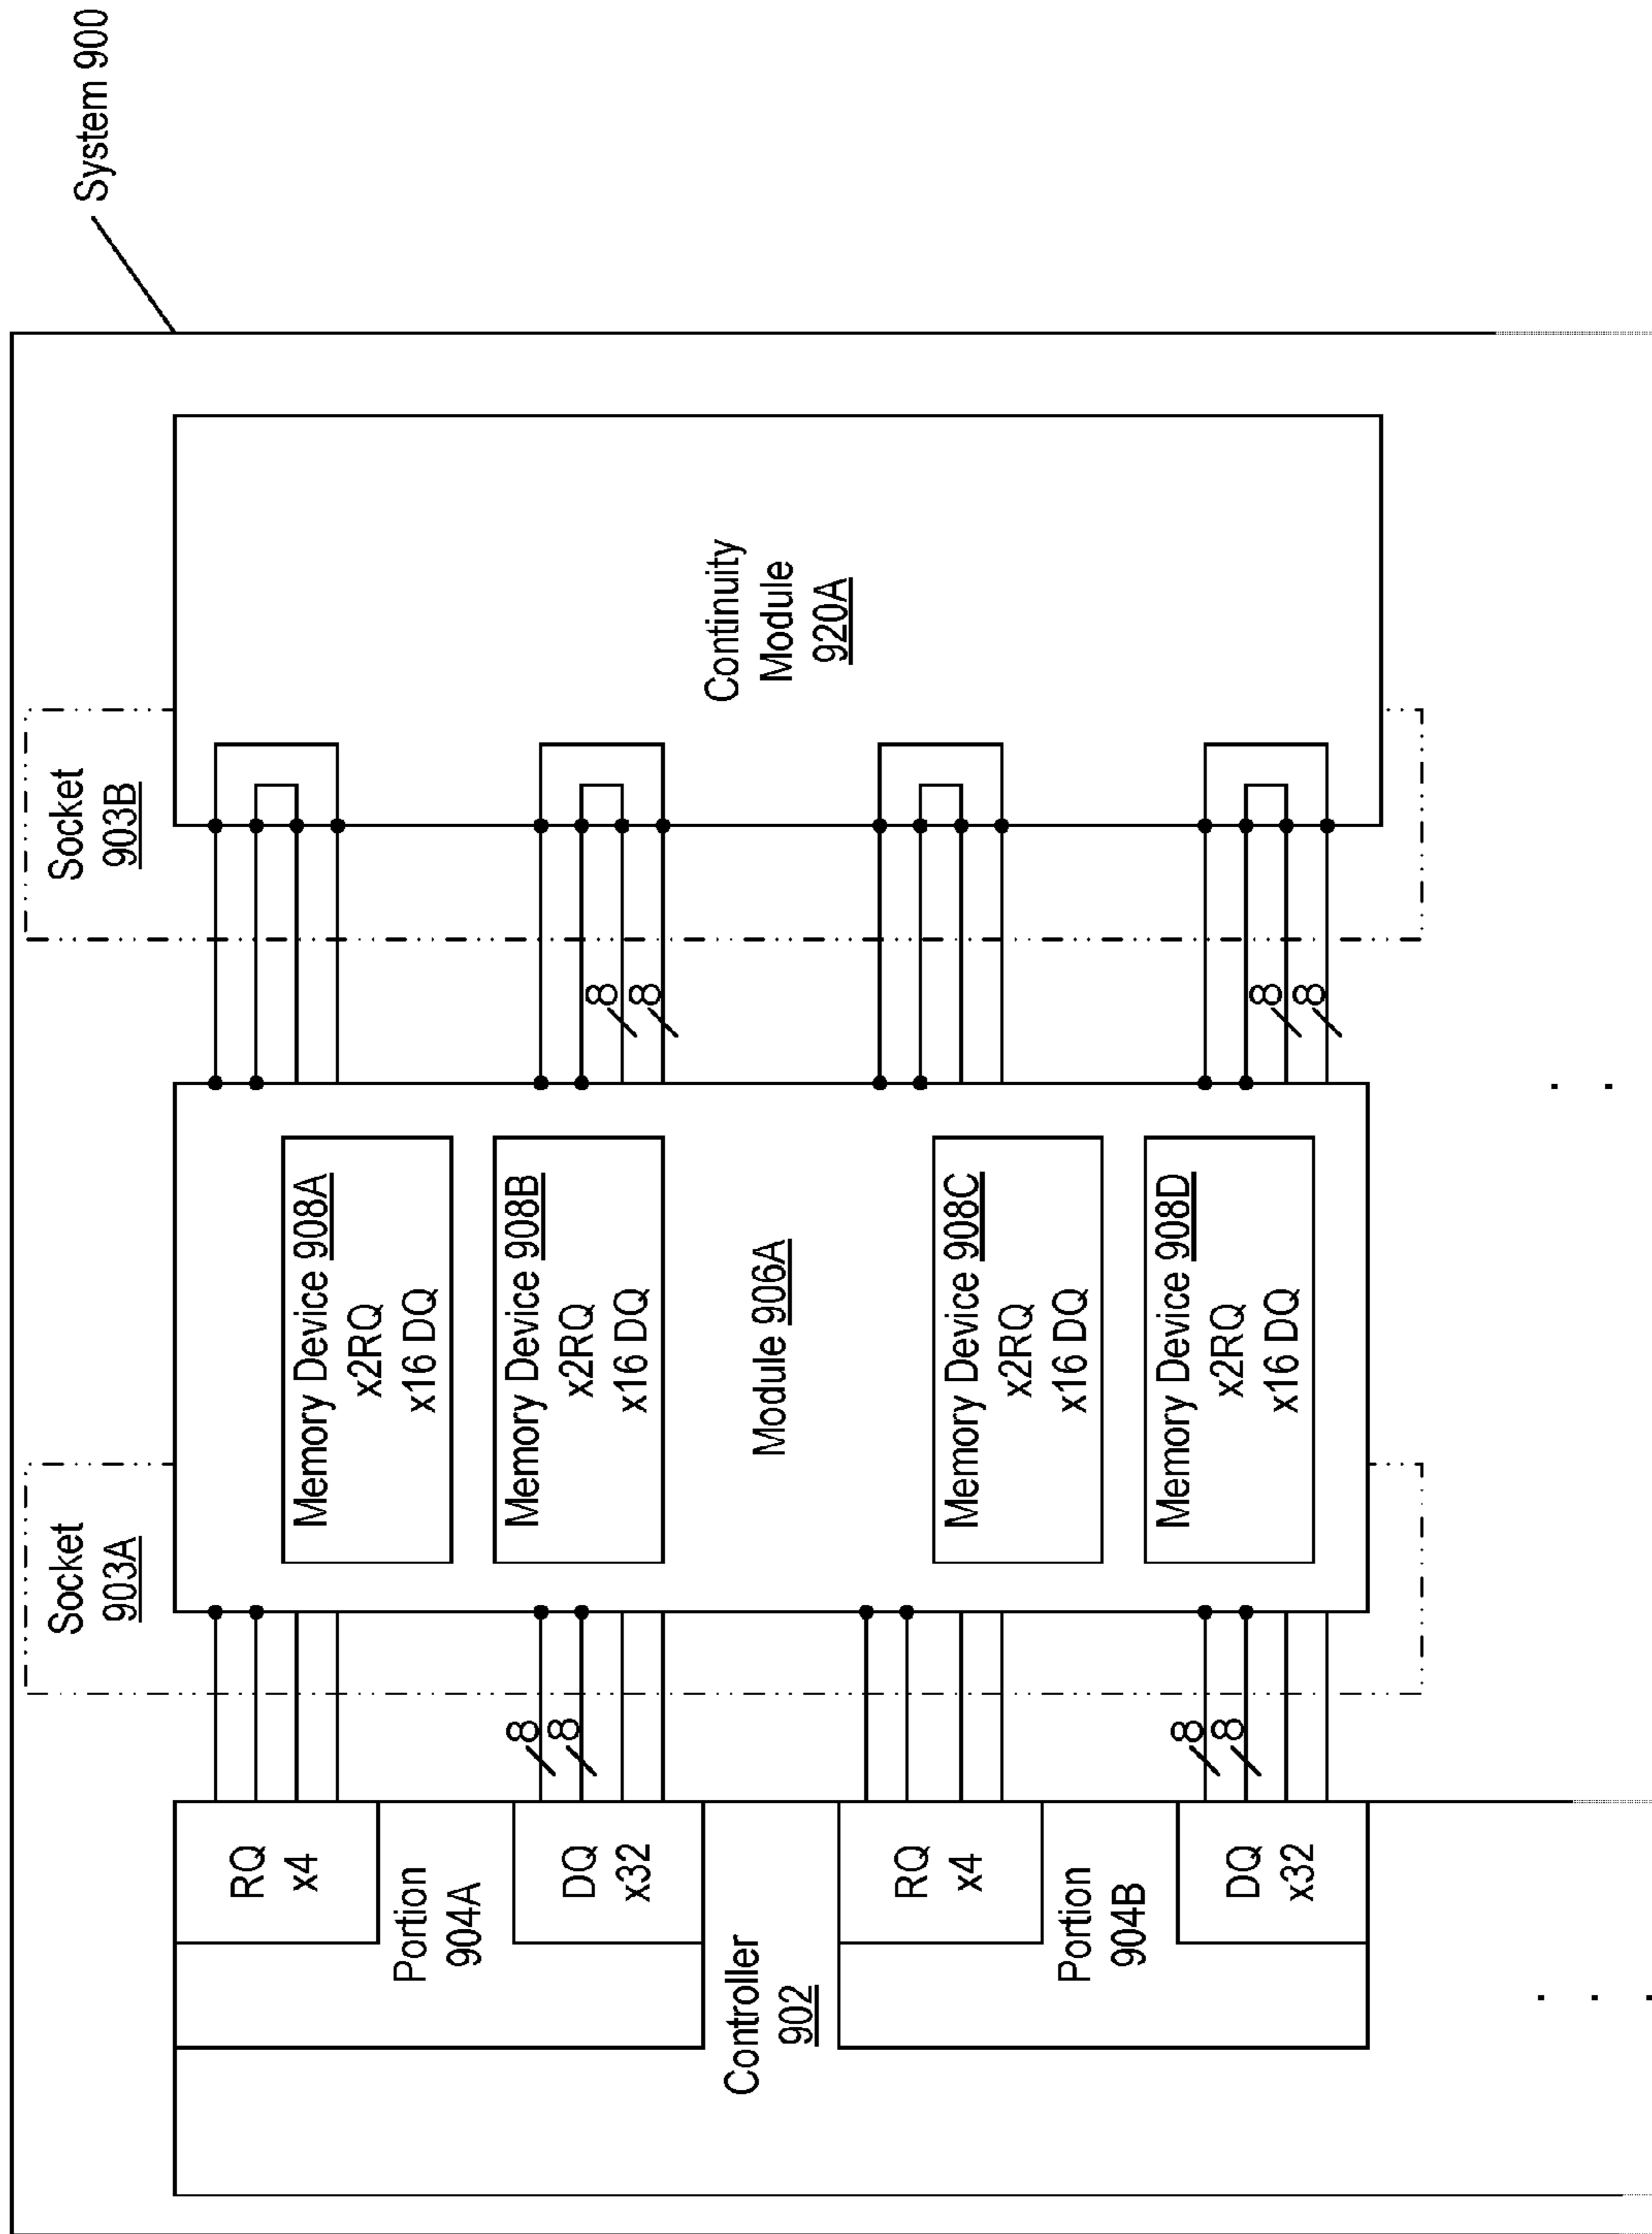 System 900
Socket
903A
Socket
903B
RQ
x4
Portion
904A
DQ
x32
8
8
Controller
902
RQ
x4
Portion
904B
DQ
x32
8
8
Memory Device 908A
x2RQ
x16 DQ
Memory Device 908B
x2RQ
x16 DQ
Module 906A
Memory Device 908C
x2RQ
x16 DQ
Memory Device 908D
x2RQ
x16 DQ
8
8
8
8
Continuity
Module
920A